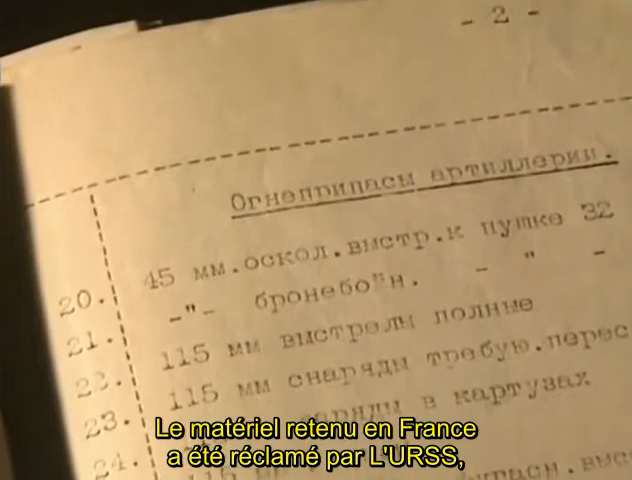 - 2 -
Огнеприпасы артиллерии.
20. 45 мм.оскол.выстр.к пушке 32
21. -"- бронебо"н. - " -
22. 115 мм выстрелы полные
23. 115 мм снаряды требую.перес
24. заряды в картузах
115 мм
Le matériel retenu en France
a été réclamé par L'URSS,